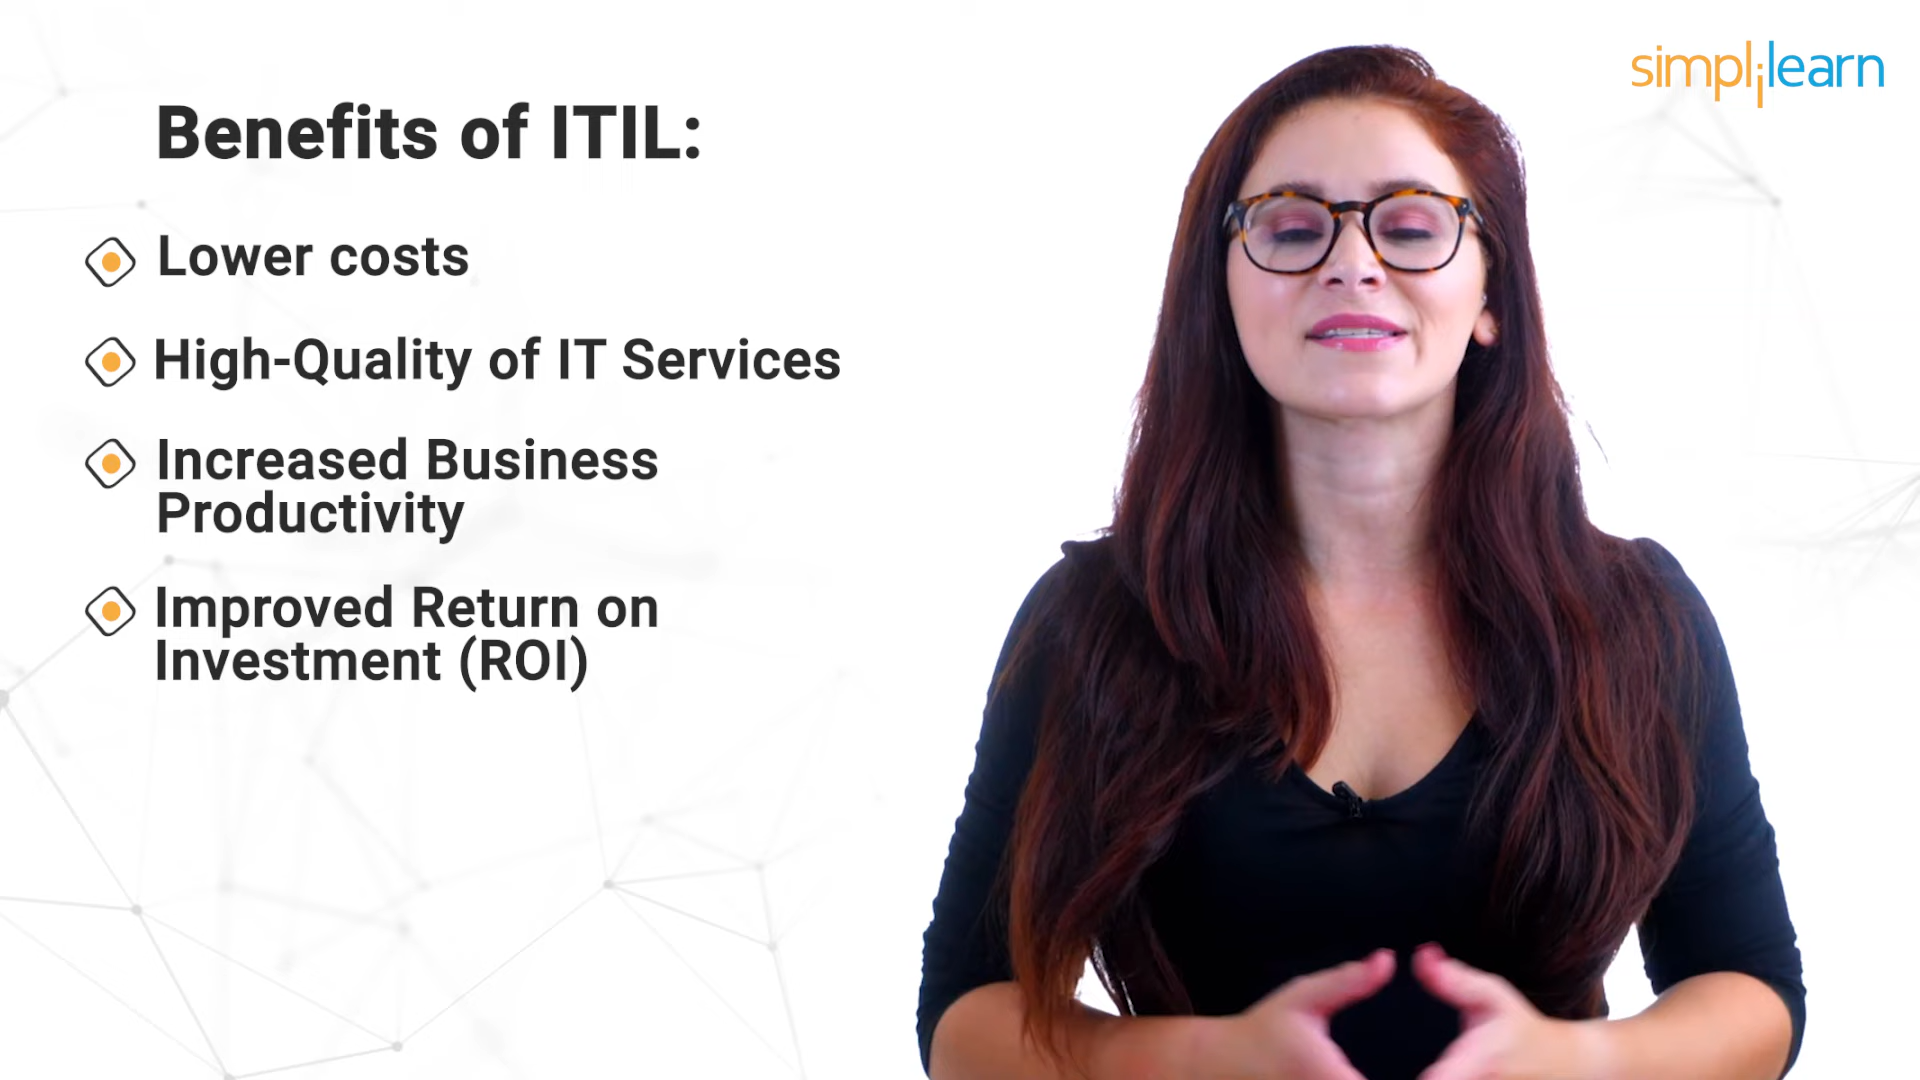 simplilearn
Benefits of ITIL:
Lower costs
High-Quality of IT Services
Increased Business
Productivity
Improved Return on
Investment (ROI)